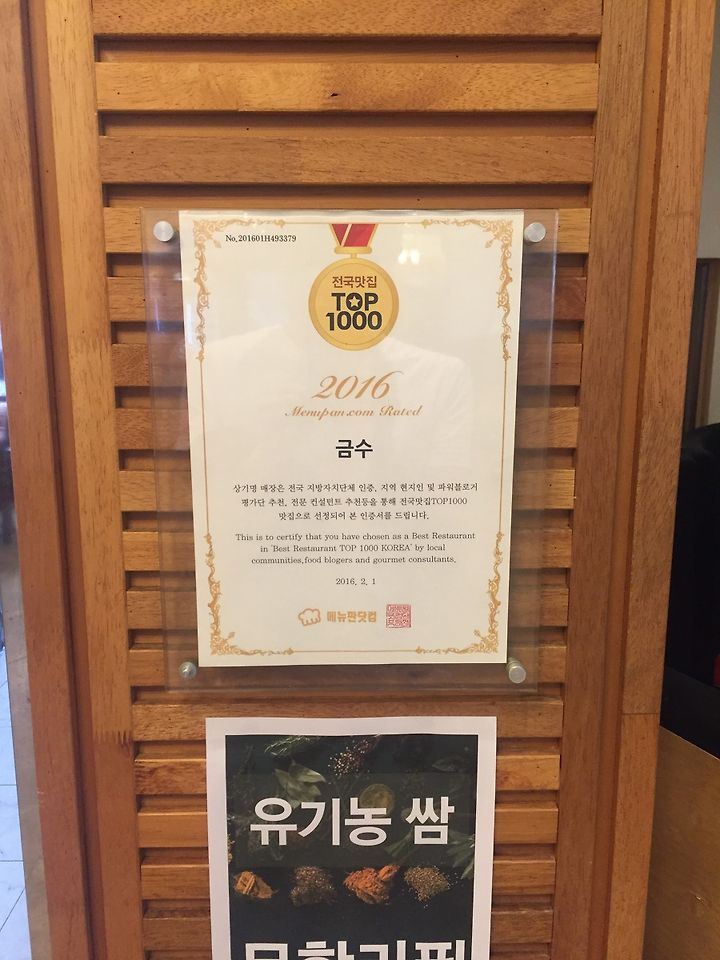 No.201601H493379
전국맛집
TOP
1000
2016
Menupan.com Rated
금수
상기명 매장은 전국 지방자치단체 인증, 지역 현지인 및 파워블로거
평가단 추천, 전문 컨설턴트 추천등을 통해 전국맛집TOP1000
맛집으로 선정되어 본 인증서를 드립니다.
This is to certify that you have chosen as a Best Restaurant
in 'Best Restaurant TOP 1000 KOREA' by local
communities,food blogers and gourmet consultants.
2016. 2. 1
메뉴판닷컴
유기농 쌈
무한리필